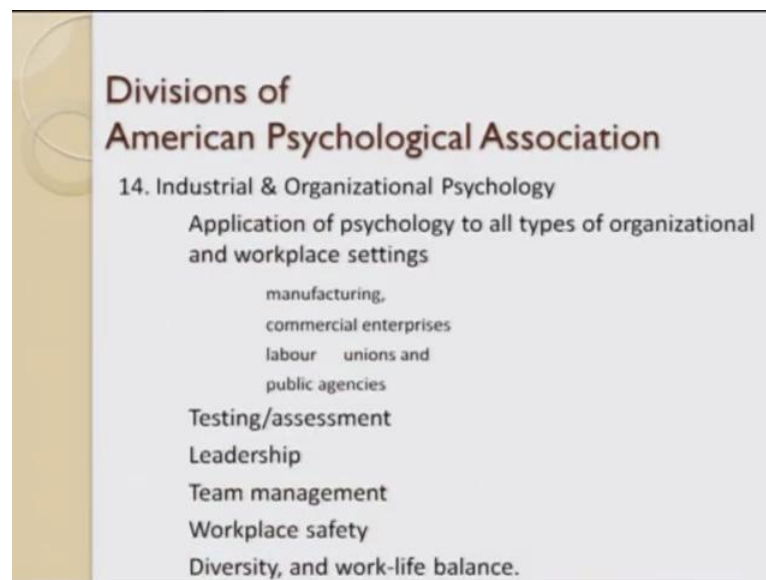 Divisions of
American Psychological Association
14. Industrial & Organizational Psychology
Application of psychology to all types of organizational
and workplace settings
manufacturing,
commercial enterprises
labour unions and
public agencies
Testing/assessment
Leadership
Team management
Workplace safety
Diversity, and work-life balance.